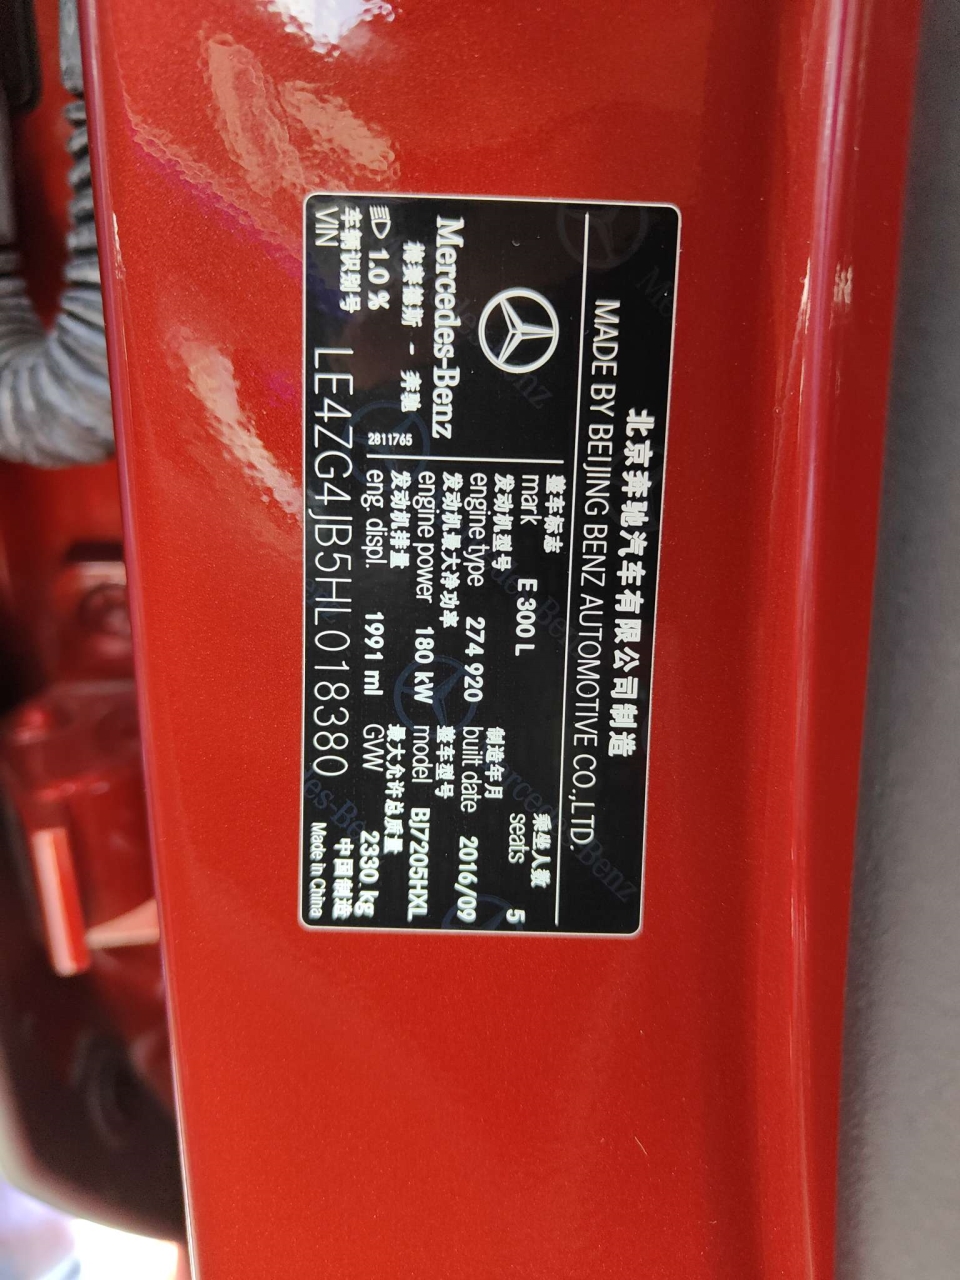 北京奔驰汽车有限公司制造
MADE BY BEIJING BENZ AUTOMOTIVE CO.,LTD.
Mercedes-Benz
梅赛德斯 - 奔驰
1.0 %
2811765
整车标志
mark E 300 L
乘坐人数
seats 5
发动机型号
engine type 274 920
制造年月
built date 2016/09
发动机最大净功率
engine power 180 kW
整车型号
model BJ7205HXL
发动机排量
eng. displ. 1991 ml
最大允许总质量
GVW 2330 kg
车辆识别号
VIN LE4ZG4JB5HL018380
中国制造
Made in China